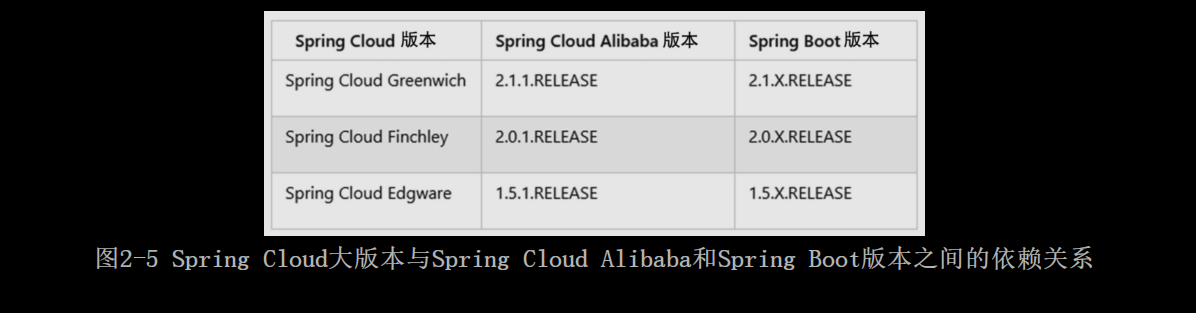 Spring Cloud 版本 Spring Cloud Alibaba 版本 Spring Boot 版本
Spring Cloud Greenwich 2.1.1.RELEASE 2.1.X.RELEASE
Spring Cloud Finchley 2.0.1.RELEASE 2.0.X.RELEASE
Spring Cloud Edgware 1.5.1.RELEASE 1.5.X.RELEASE
图2-5 Spring Cloud大版本与Spring Cloud Alibaba和Spring Boot版本之间的依赖关系